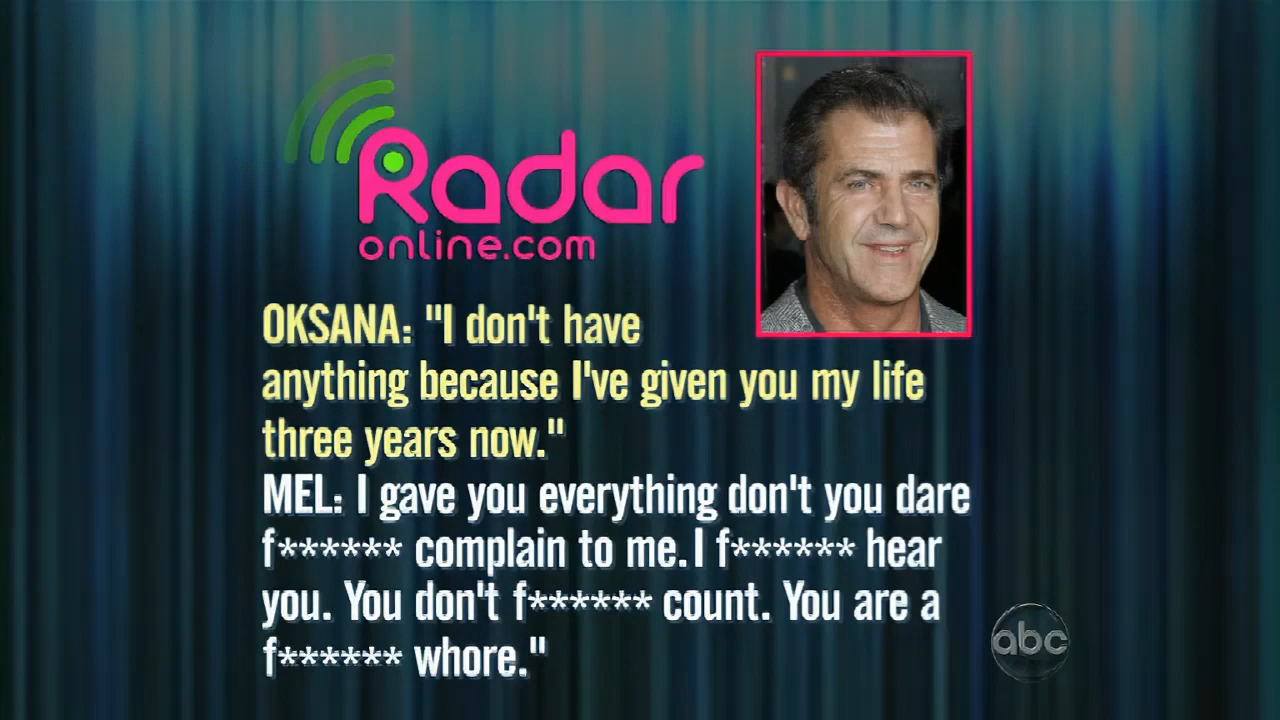 Radar
online.com
OKSANA: "I don't have
anything because I've given you my life
three years now."
MEL: I gave you everything don't you dare
f****** complain to me. I f****** hear
you. You don't f****** count. You are a
f****** whore."
abc